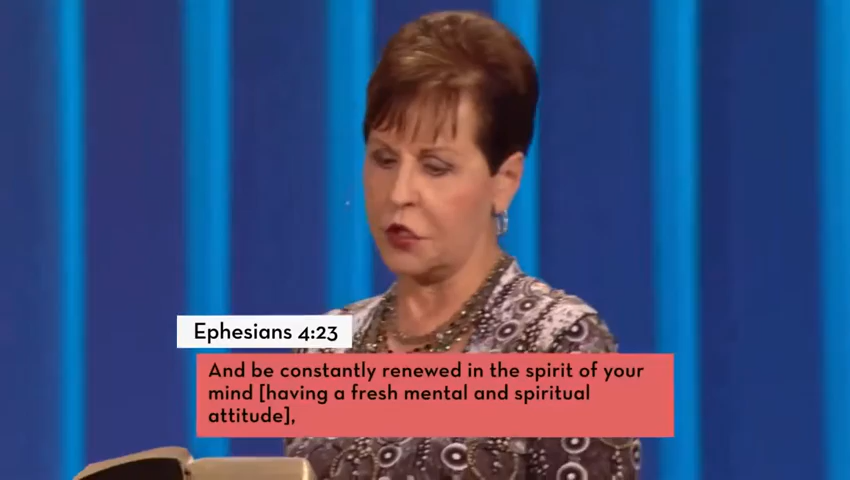 Ephesians 4:23
And be constantly renewed in the spirit of your
mind [having a fresh mental and spiritual
attitude],